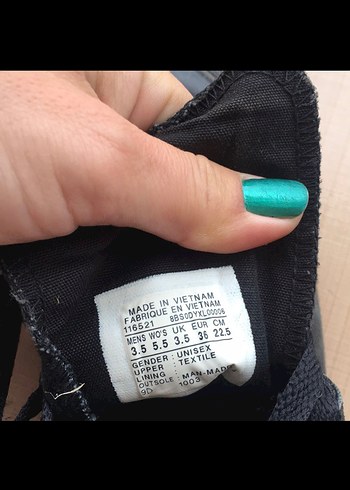 MADE IN VIETNAM
FABRIQUE EN VIETNAM
116521 8BS0DYXL00006
MENS WO'S UK EUR CM
3.5 5.5 3.5 36 22.5
GENDER : UNISEX
UPPER : TEXTILE
LINING :
OUTSOLE : MAN-MADE
9D 1003